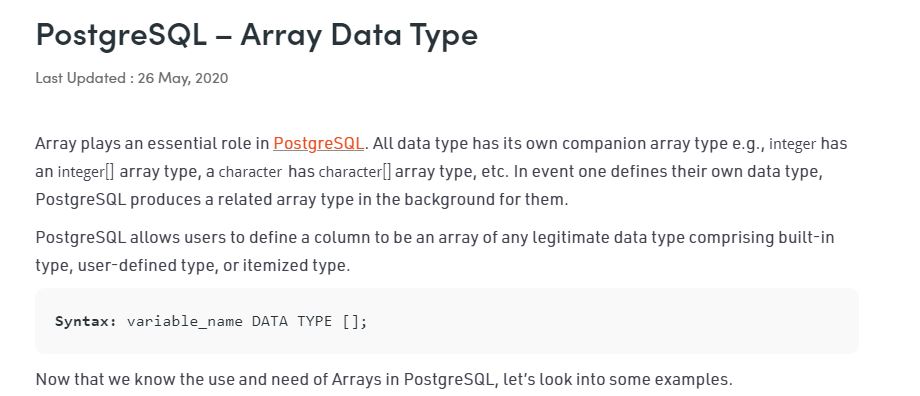 PostgreSQL – Array Data Type
Last Updated : 26 May, 2020
Array plays an essential role in PostgreSQL. All data type has its own companion array type e.g., integer has
an integer[] array type, a character has character[] array type, etc. In event one defines their own data type,
PostgreSQL produces a related array type in the background for them.
PostgreSQL allows users to define a column to be an array of any legitimate data type comprising built-in
type, user-defined type, or itemized type.
Syntax: variable_name DATA TYPE [];
Now that we know the use and need of Arrays in PostgreSQL, let’s look into some examples.